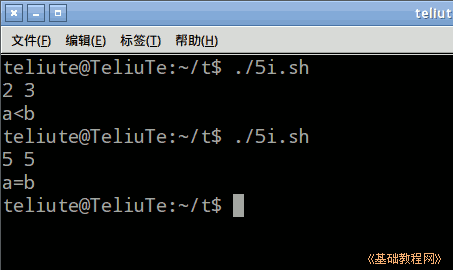 teliut
文件(F) 编辑(E) 标签(T) 帮助(H)
teliute@TeliuTe:~/t$ ./5i.sh
2 3
a<b
teliute@TeliuTe:~/t$ ./5i.sh
5 5
a=b
teliute@TeliuTe:~/t$
《基础教程网》